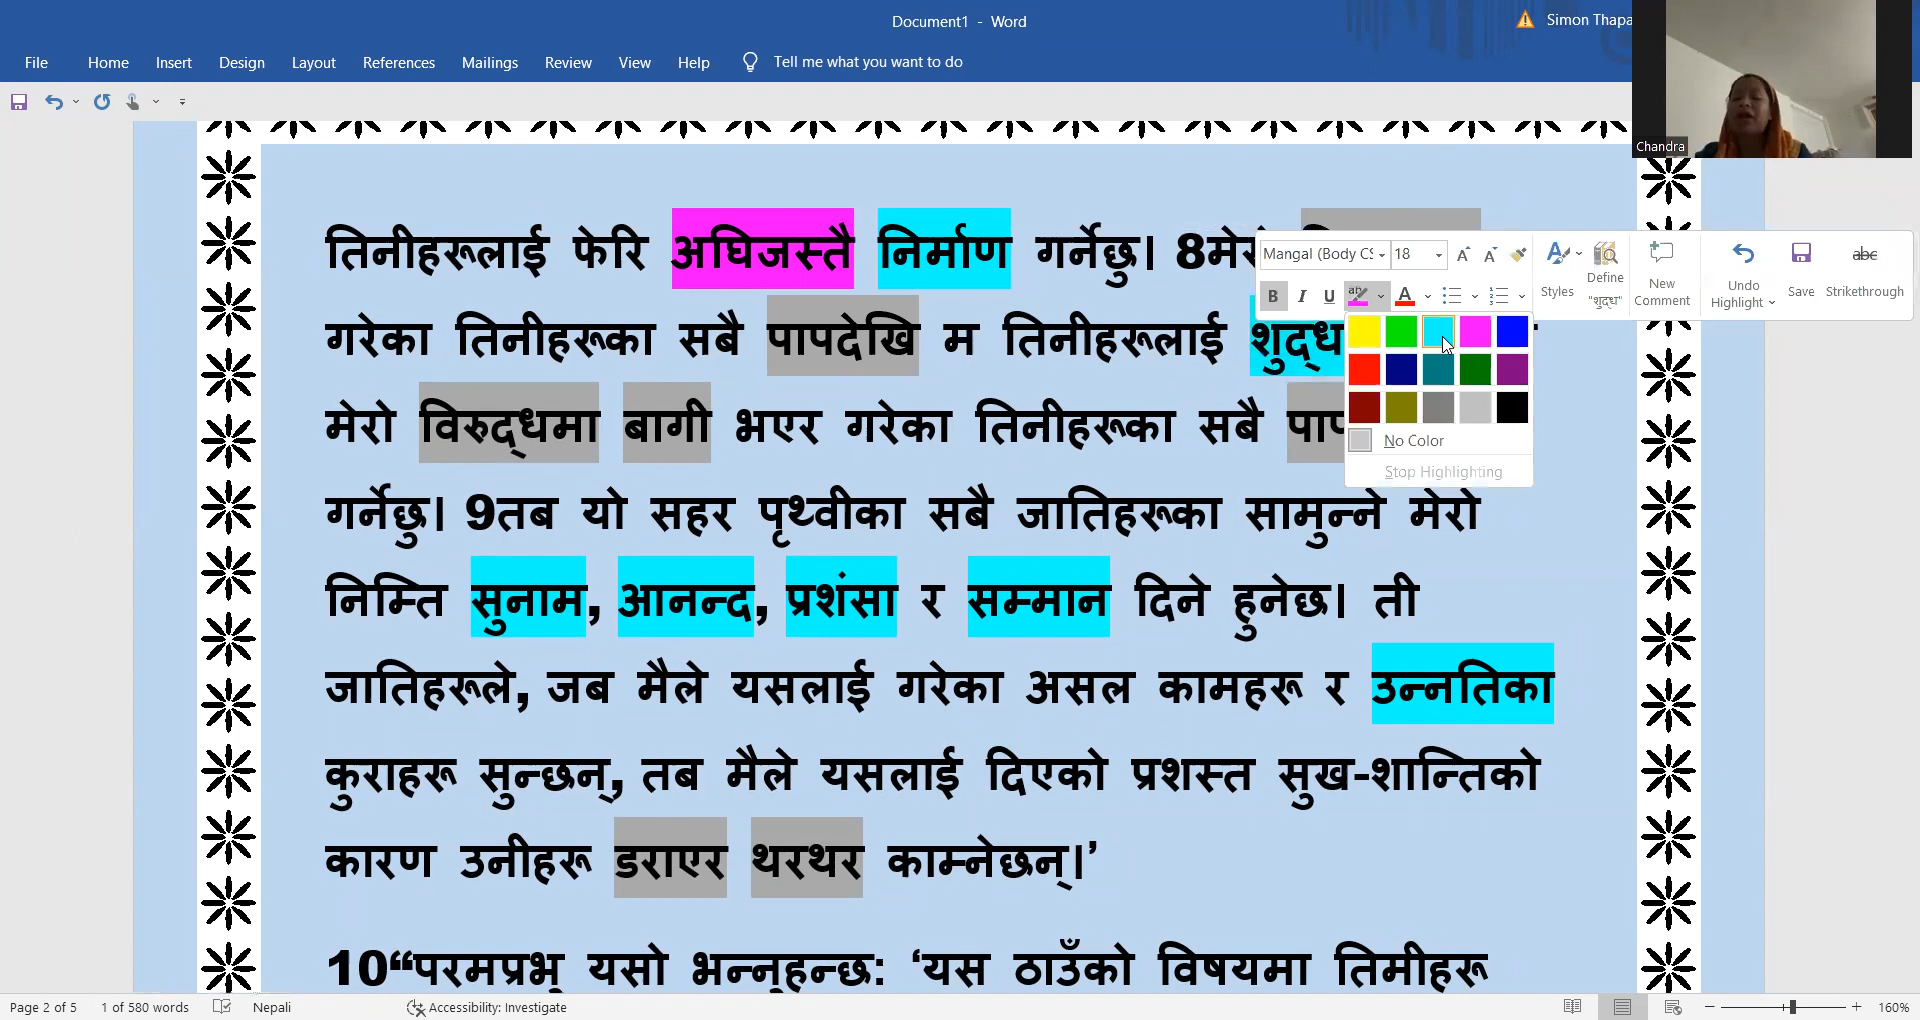 Document1 - Word
Simon Thapa
File Home Insert Design Layout References Mailings Review View Help Tell me what you want to do
Chandra
तिनीहरूलाई फेरि अघिजस्तै निर्माण गर्नेछु। 8मेरो
गरेका तिनीहरूका सबै पापदेखि म तिनीहरूलाई शुद्ध
मेरो विरुद्धमा बागी भएर गरेका तिनीहरूका सबै
गर्नेछु। 9तब यो सहर पृथ्वीका सबै जातिहरूका सामुन्ने मेरो
निम्ति सुनाम, आनन्द, प्रशंसा र सम्मान दिने हुनेछ। ती
जातिहरूले, जब मैले यसलाई गरेका असल कामहरू र उन्नतिका
कुराहरू सुन्छन्, तब मैले यसलाई दिएको प्रशस्त सुख-शान्तिको
कारण उनीहरू डराएर थरथर काम्नेछन्।’
10“परमप्रभु यसो भन्नुहुन्छ: ‘यस ठाउँको विषयमा तिमीहरू
Mangal (Body CS 18
B I U ab A
Styles
Define "शुद्ध"
New Comment
Undo Highlight
Save
abc
Strikethrough
No Color
Stop Highlighting
Page 2 of 5 1 of 580 words Nepali Accessibility: Investigate 160%